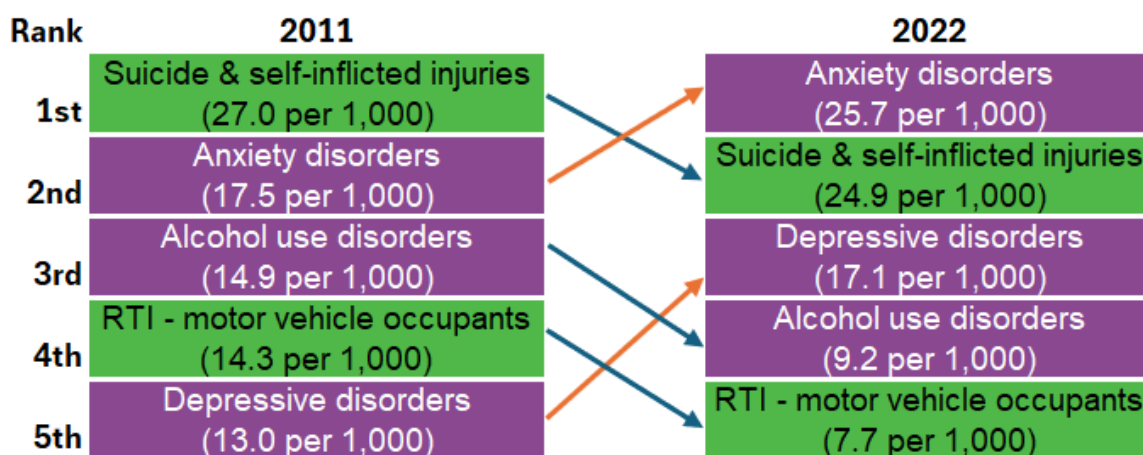 Rank 2011 2022
1st
Suicide & self-inflicted injuries
(27.0 per 1,000)
Anxiety disorders
(25.7 per 1,000)
2nd
Anxiety disorders
(17.5 per 1,000)
Suicide & self-inflicted injuries
(24.9 per 1,000)
3rd
Alcohol use disorders
(14.9 per 1,000)
Depressive disorders
(17.1 per 1,000)
4th
RTI - motor vehicle occupants
(14.3 per 1,000)
Alcohol use disorders
(9.2 per 1,000)
5th
Depressive disorders
(13.0 per 1,000)
RTI - motor vehicle occupants
(7.7 per 1,000)